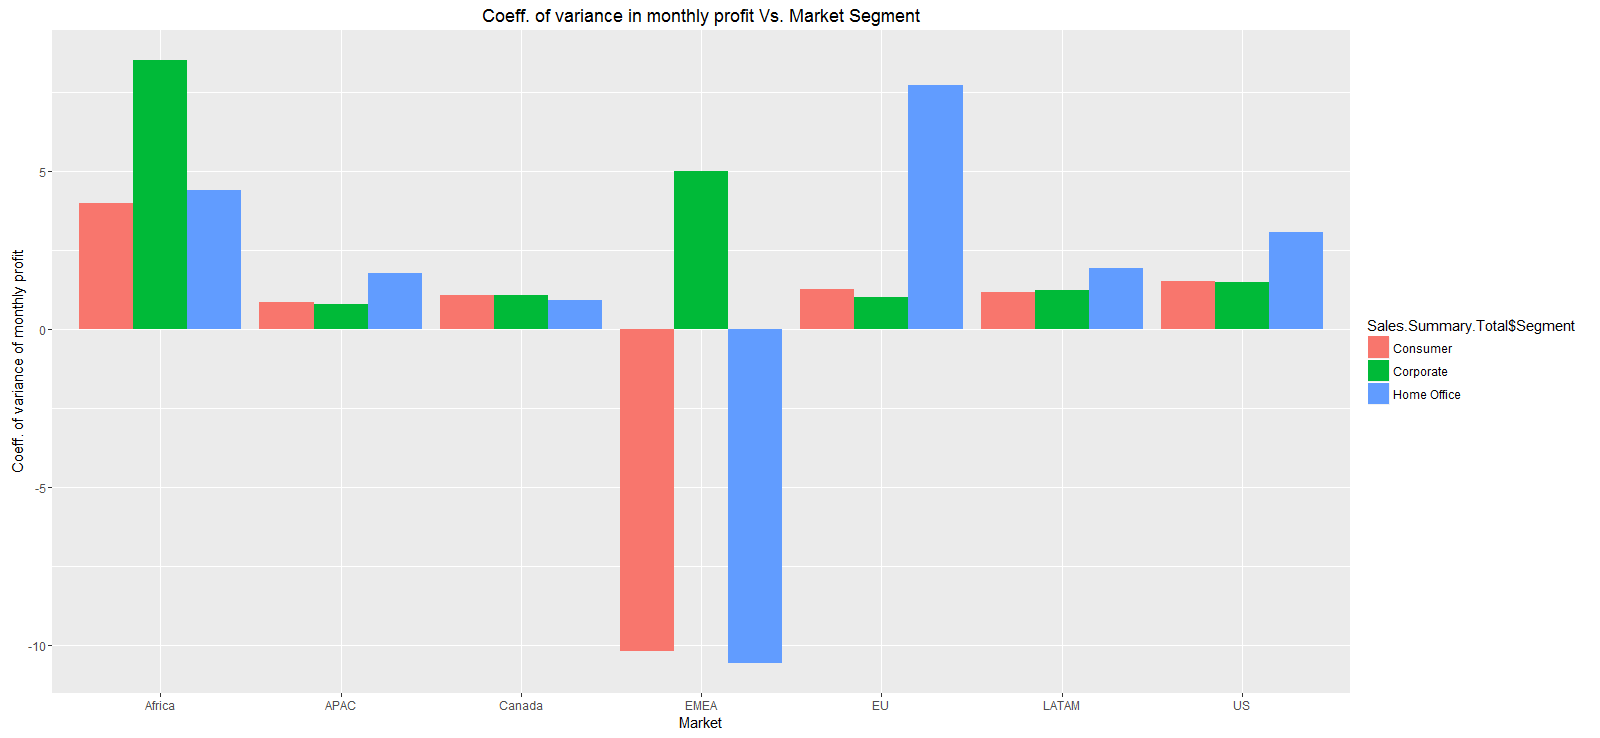 Coeff. of variance in monthly profit Vs. Market Segment
Coeff. of variance of monthly profit
5
0
-5
-10
Africa APAC Canada EMEA EU LATAM US
Market
Sales.Summary.Total$Segment
Consumer
Corporate
Home Office